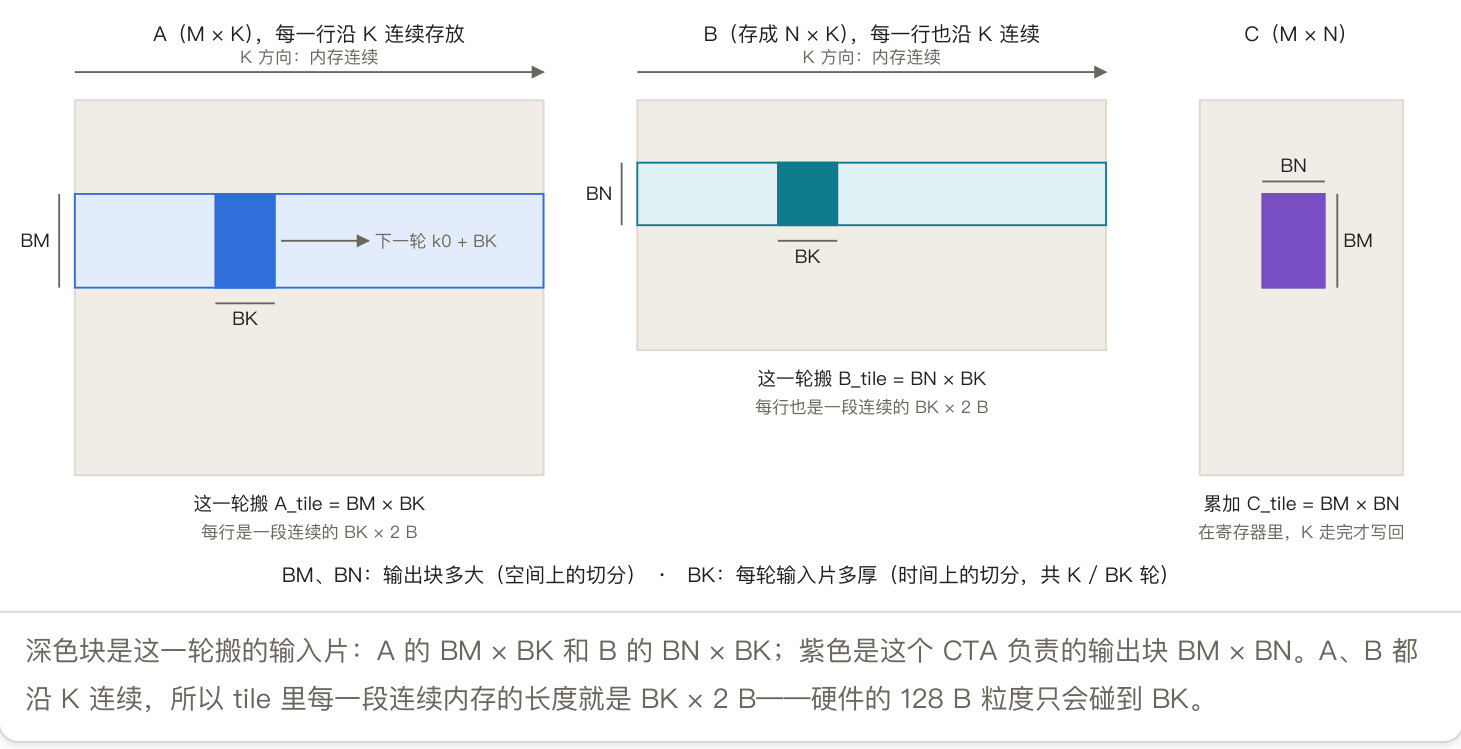 A（M × K），每一行沿 K 连续存放
K 方向：内存连续
BM
下一轮 k0 + BK
BK
这一轮搬 A_tile = BM × BK
每行是一段连续的 BK × 2 B
B（存成 N × K），每一行也沿 K 连续
K 方向：内存连续
BN
BK
这一轮搬 B_tile = BN × BK
每行也是一段连续的 BK × 2 B
C（M × N）
BN
BM
累加 C_tile = BM × BN
在寄存器里，K 走完才写回
BM、BN：输出块多大（空间上的切分） · BK：每轮输入片多厚（时间上的切分，共 K / BK 轮）
深色块是这一轮搬的输入片：A 的 BM × BK 和 B 的 BN × BK；紫色是这个 CTA 负责的输出块 BM × BN。A、B 都
沿 K 连续，所以 tile 里每一段连续内存的长度就是 BK × 2 B——硬件的 128 B 粒度只会碰到 BK。